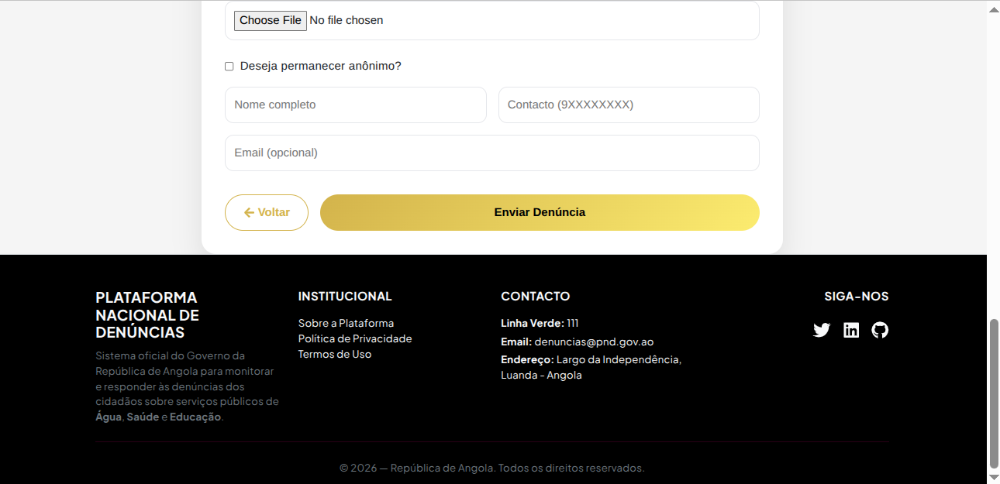 Choose File No file chosen
Deseja permanecer anônimo?
Nome completo
Contacto (9XXXXXXXX)
Email (opcional)
Voltar
Enviar Denúncia
PLATAFORMA
NACIONAL DE
DENÚNCIAS
Sistema oficial do Governo da
República de Angola para monitorar
e responder às denúncias dos
cidadãos sobre serviços públicos de
Água, Saúde e Educação.
INSTITUCIONAL
Sobre a Plataforma
Política de Privacidade
Termos de Uso
CONTACTO
Linha Verde: 111
Email: denuncias@pnd.gov.ao
Endereço: Largo da Independência,
Luanda - Angola
SIGA-NOS
© 2026 — República de Angola. Todos os direitos reservados.